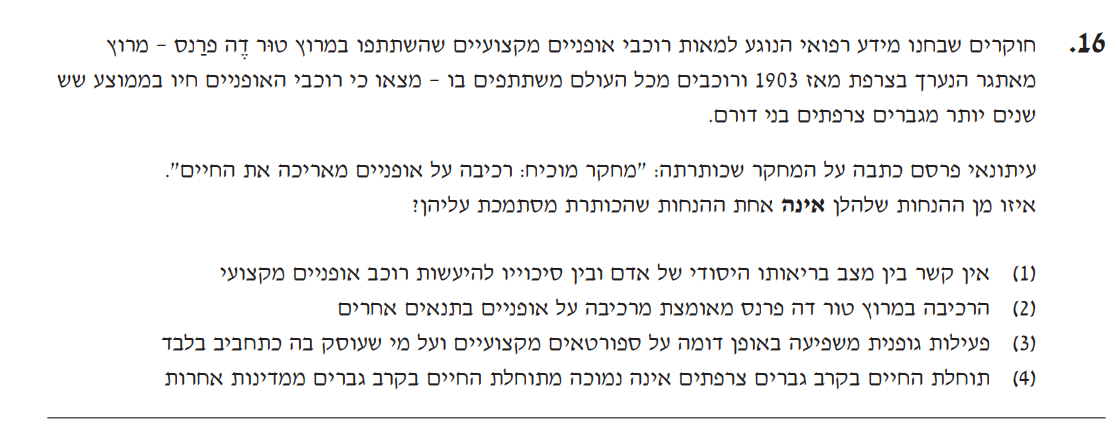 16. חוקרים שבחנו מידע רפואי הנוגע למאות רוכבי אופניים מקצועיים שהשתתפו במרוץ טוּר דֶה פרַנס – מרוץ
מאתגר הנערך בצרפת מאז 1903 ורוכבים מכל העולם משתתפים בו – מצאו כי רוכבי האופניים חיו בממוצע שש
שנים יותר מגברים צרפתים בני דורם.
עיתונאי פרסם כתבה על המחקר שכותרתה: "מחקר מוכיח: רכיבה על אופניים מאריכה את החיים".
איזו מן ההנחות שלהלן אינה אחת ההנחות שהכותרת מסתמכת עליהן?
(1) אין קשר בין מצב בריאותו היסודי של אדם ובין סיכוייו להיעשות רוכב אופניים מקצועי
(2) הרכיבה במרוץ טור דה פרנס מאומצת מרכיבה על אופניים בתנאים אחרים
(3) פעילות גופנית משפיעה באופן דומה על ספורטאים מקצועיים ועל מי שעוסק בה כתחביב בלבד
(4) תוחלת החיים בקרב גברים צרפתים אינה נמוכה מתוחלת החיים בקרב גברים ממדינות אחרות